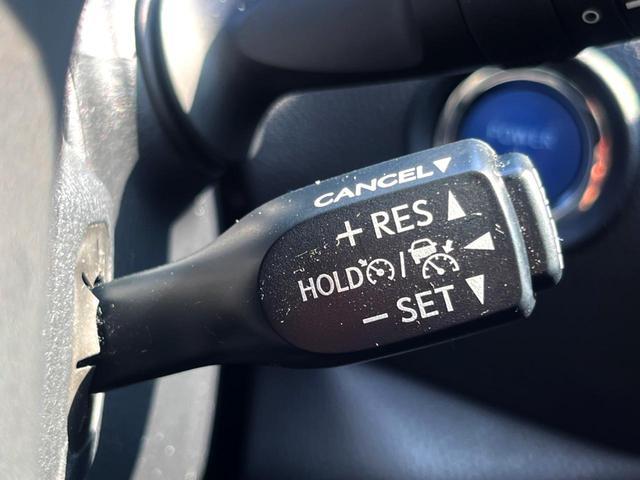 POWER
CANCEL
+ RES
HOLD /
− SET